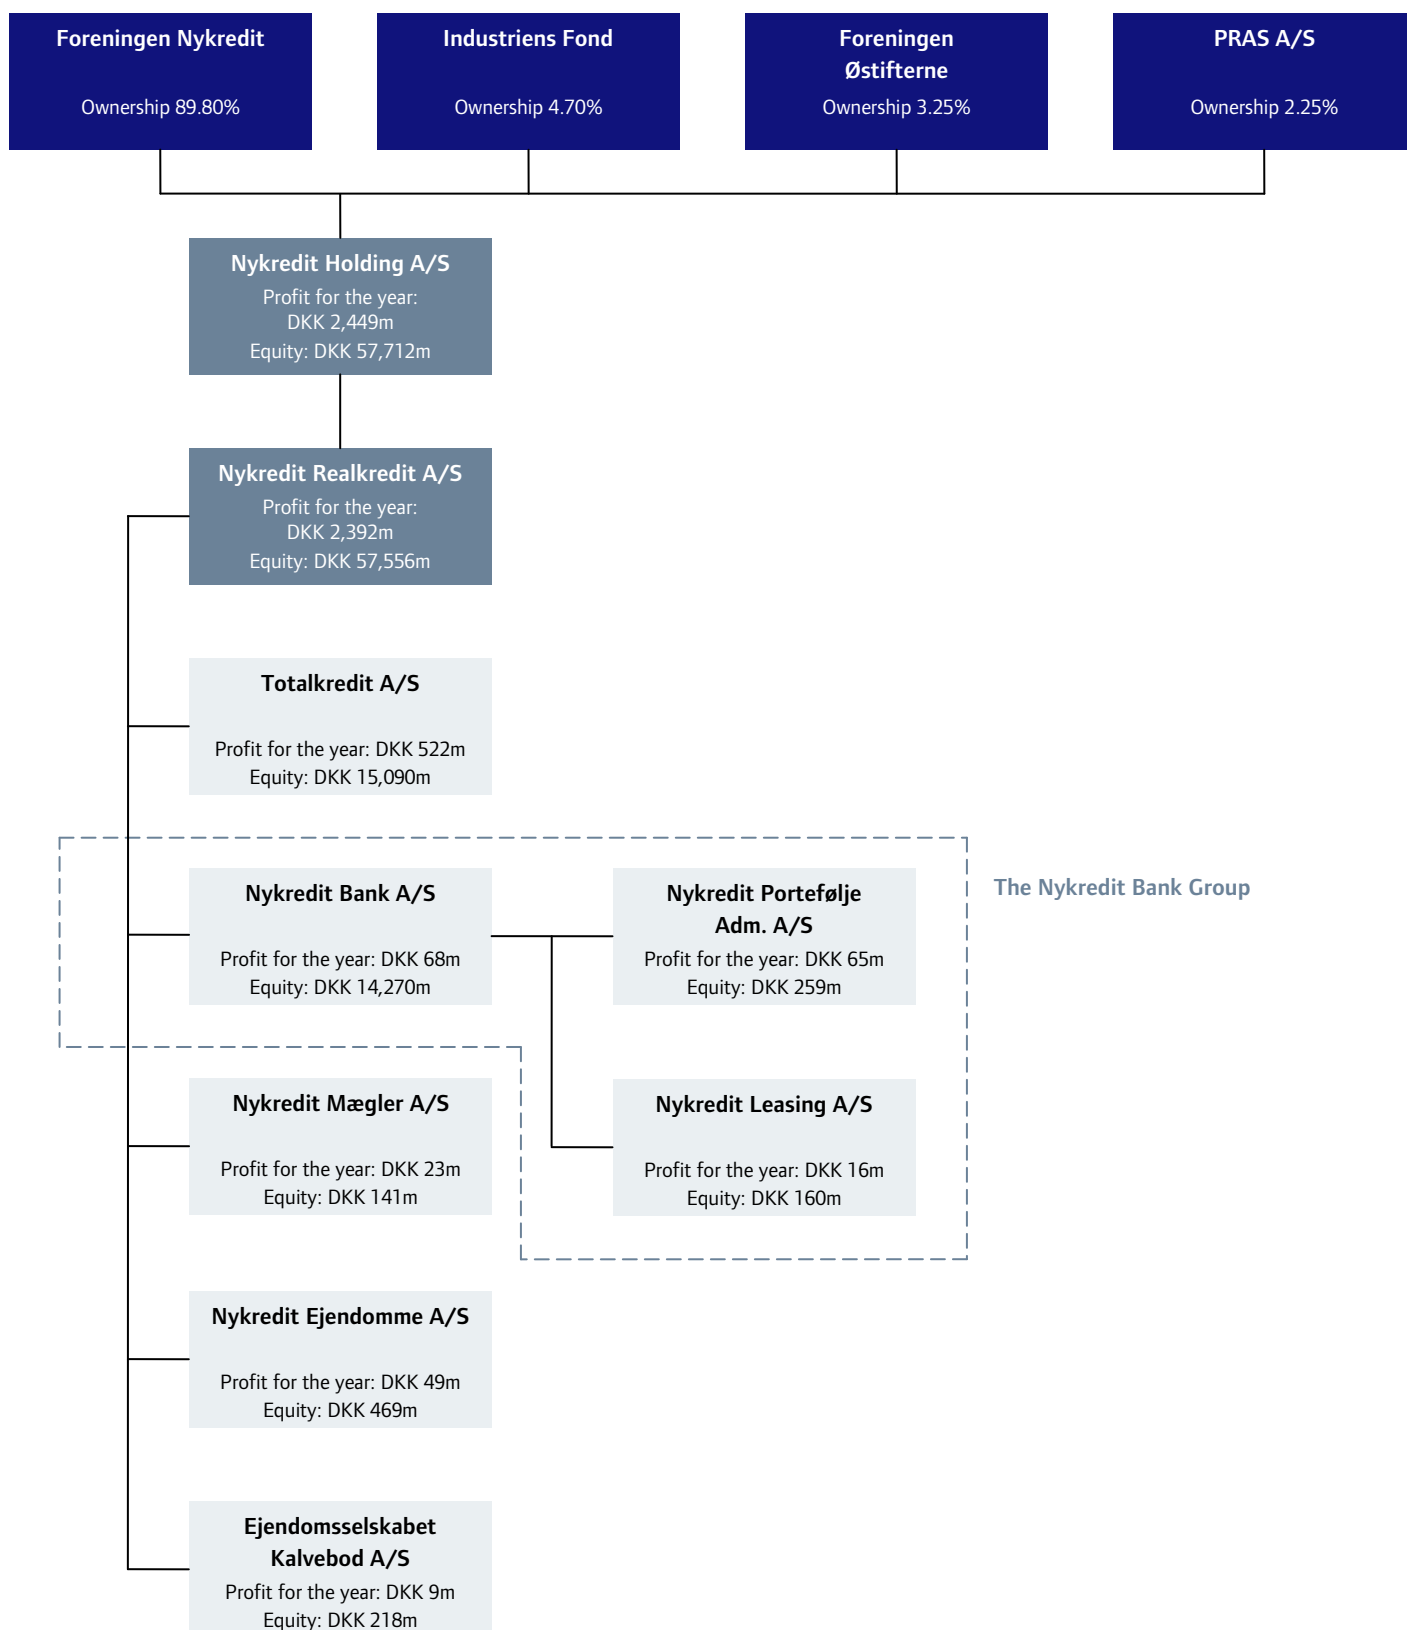 Foreningen Nykredit
Ownership 89.80%
Industriens Fond
Ownership 4.70%
Foreningen
Østifterne
Ownership 3.25%
PRAS A/S
Ownership 2.25%
Nykredit Holding A/S
Profit for the year:
DKK 2,449m
Equity: DKK 57,712m
Nykredit Realkredit A/S
Profit for the year:
DKK 2,392m
Equity: DKK 57,556m
Totalkredit A/S
Profit for the year: DKK 522m
Equity: DKK 15,090m
Nykredit Bank A/S
Profit for the year: DKK 68m
Equity: DKK 14,270m
Nykredit Portefølje
Adm. A/S
Profit for the year: DKK 65m
Equity: DKK 259m
The Nykredit Bank Group
Nykredit Mægler A/S
Profit for the year: DKK 23m
Equity: DKK 141m
Nykredit Leasing A/S
Profit for the year: DKK 16m
Equity: DKK 160m
Nykredit Ejendomme A/S
Profit for the year: DKK 49m
Equity: DKK 469m
Ejendomsselskabet
Kalvebod A/S
Profit for the year: DKK 9m
Equity: DKK 218m